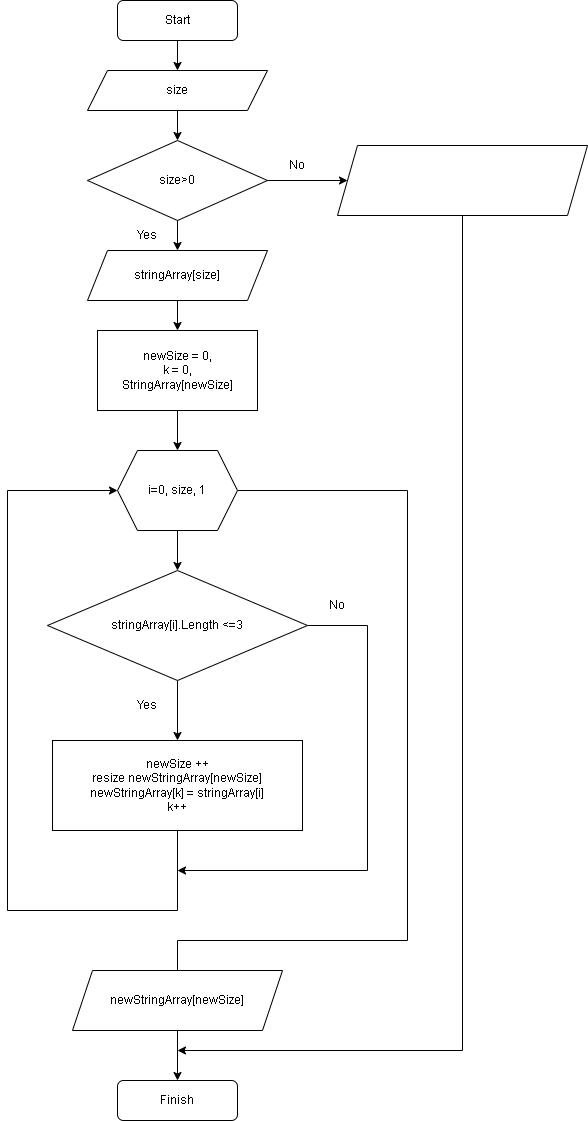 Start
size
size>0
No
Yes
stringArray[size]
newSize = 0,
k = 0,
StringArray[newSize]
i=0, size, 1
stringArray[i].Length <=3
No
Yes
newSize ++
resize newStringArray[newSize]
newStringArray[k] = stringArray[i]
k++
newStringArray[newSize]
Finish